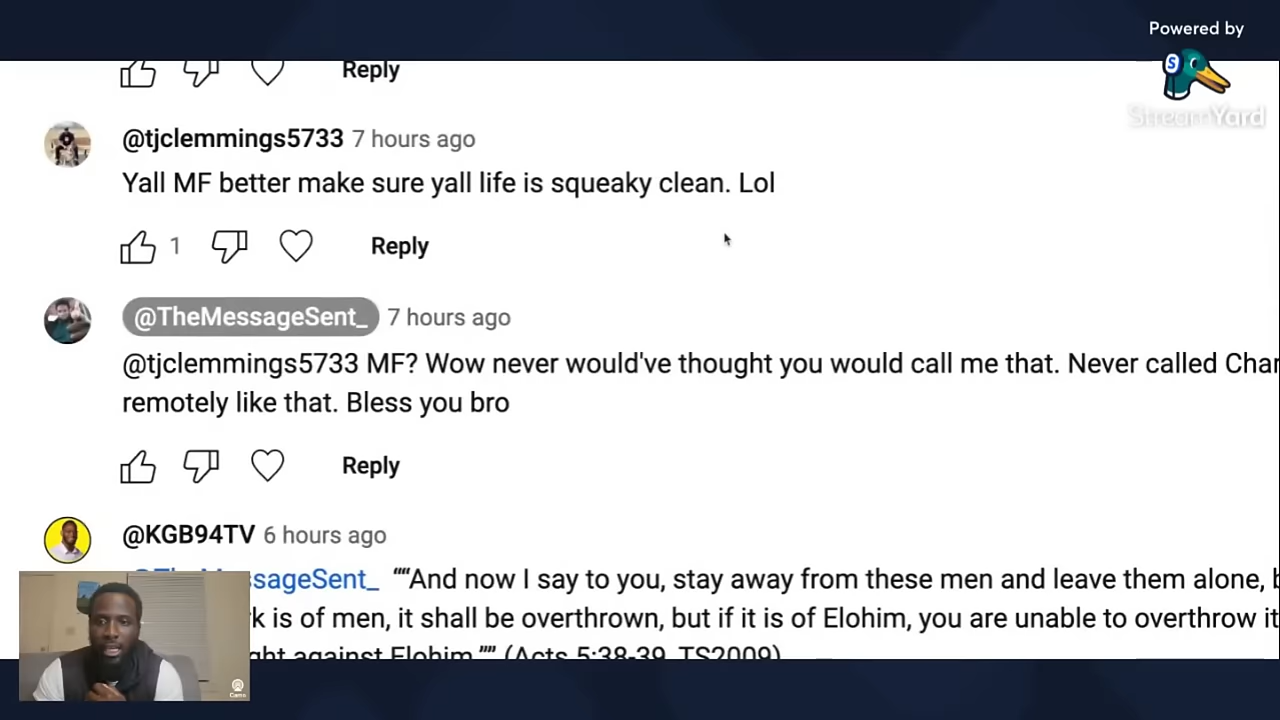 Powered by
StreamYard
Reply
@tjclemmings5733 7 hours ago
Yall MF better make sure yall life is squeaky clean. Lol
1
Reply
@TheMessageSent_ 7 hours ago
@tjclemmings5733 MF? Wow never would've thought you would call me that. Never called
remotely like that. Bless you bro
Reply
@KGB94TV 6 hours ago
““And now I say to you, stay away from these men and leave them alone,
is of men, it shall be overthrown, but if it is of Elohim, you are unable to overthrow
against Elohim.”” (Acts 5:38-39, TS2009)